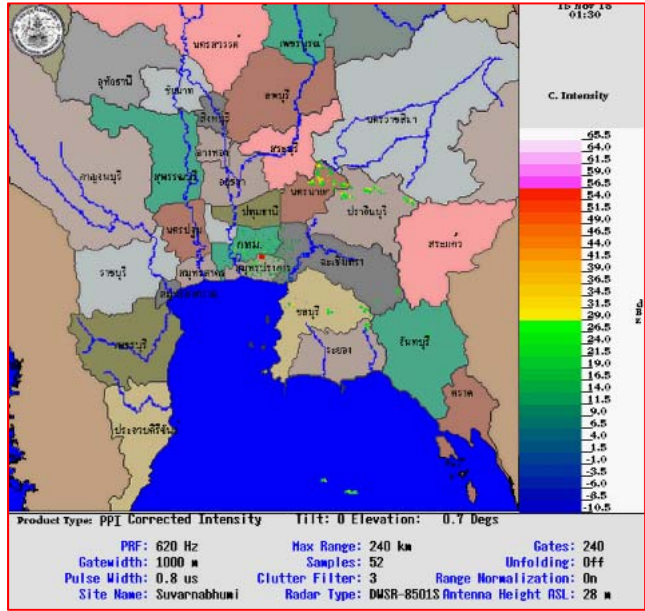 15 Nov 15
01:30
C. Intensity
นครสวรรค์
เพชรบูรณ์
อุทัยธานี
ชัยนาท
ลพบุรี
สิงหบุรี
นครราชสีมา
อ่างทอง
สระบุรี
กาญจนบุรี
สุพรรณบุรี
อยุธยา
นครนายก
ปราจีนบุรี
ปทุมธานี
นครปฐม
กทม.
สระแก้ว
ราชบุรี
สมุทรสาคร
สมุทรปราการ
ฉะเชิงเทรา
ชลบุรี
เพชรบุรี
ระยอง
จันทบุรี
ตราด
ประจวบคีรีขันธ์
65.5
64.0
61.5
59.0
56.5
54.0
51.5
49.0
46.5
44.0
41.5
39.0
36.5
34.0
31.5
29.0
26.5
24.0
21.5
19.0
16.5
14.0
11.5
9.0
6.5
4.0
1.5
-1.0
-3.5
-6.0
-8.5
-10.5
Product Type: PPI Corrected Intensity Tilt: 0 Elevation: 0.7 Degs
PRF: 620 Hz Max Range: 240 km Gates: 240
Gatewidth: 1000 m Samples: 52 Unfolding: Off
Pulse Width: 0.8 us Clutter Filter: 3 Range Normalization: On
Site Name: Suvarnabhumi Radar Type: DWSR-8501S Antenna Height ASL: 28 m